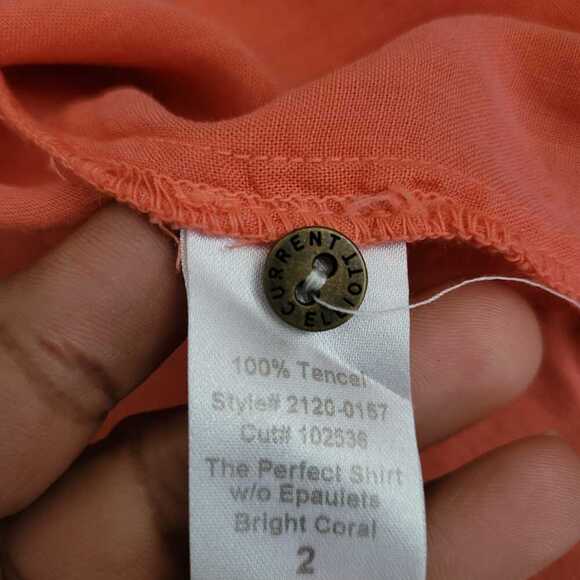 CURRENT ELLIOTT
100% Tencel
Style# 2120-0157
Cut# 102536
The Perfect Shirt
w/o Epaulets
Bright Coral
2